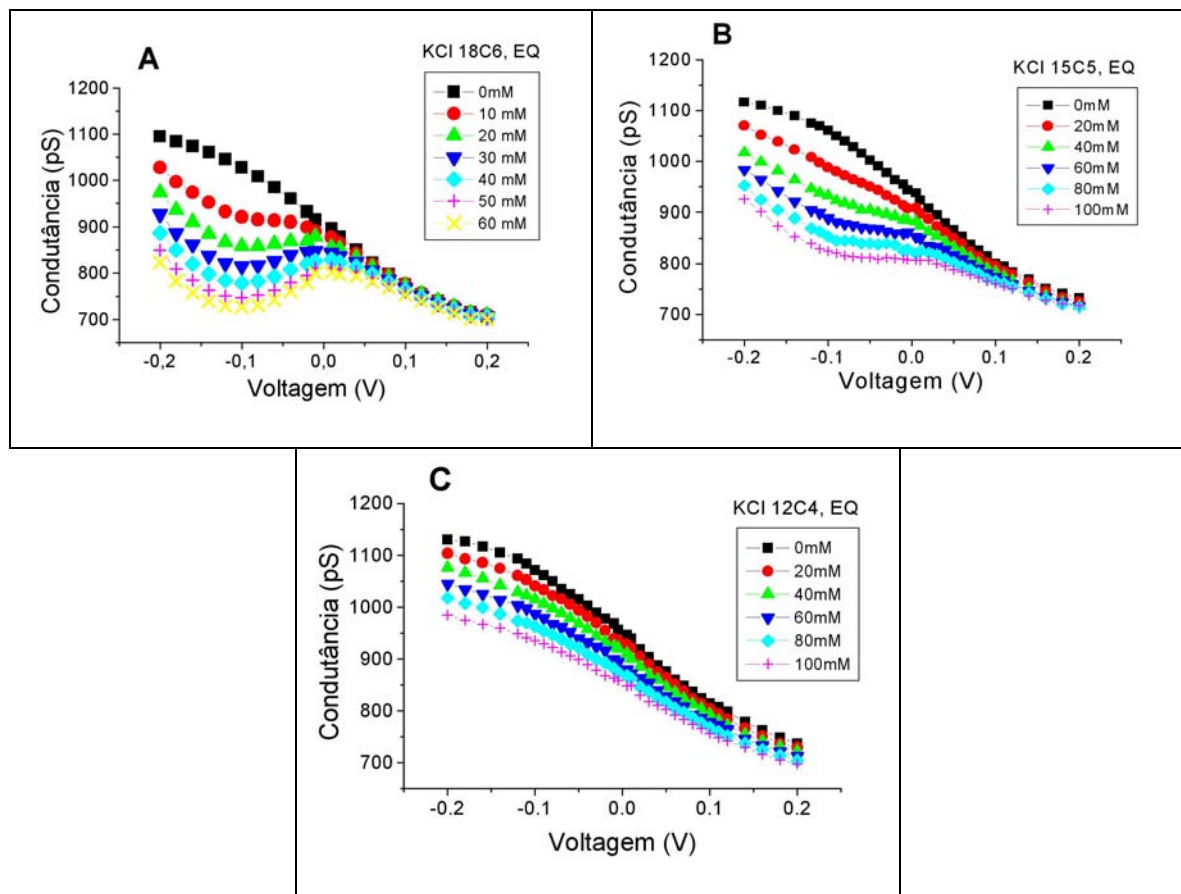 A
KCl 18C6, EQ
0mM
10 mM
20 mM
30 mM
40 mM
50 mM
60 mM
Condutância (pS)
1200
1100
1000
900
800
700
-0,2
-0,1
0,0
0,1
0,2
Voltagem (V)
B
KCl 15C5, EQ
0mM
20mM
40mM
60mM
80mM
100mM
Condutância (pS)
1200
1100
1000
900
800
700
-0.2
-0.1
0.0
0.1
0.2
Voltagem (V)
C
KCl 12C4, EQ
0mM
20mM
40mM
60mM
80mM
100mM
Condutância (pS)
1200
1100
1000
900
800
700
-0.2
-0.1
0.0
0.1
0.2
Voltagem (V)